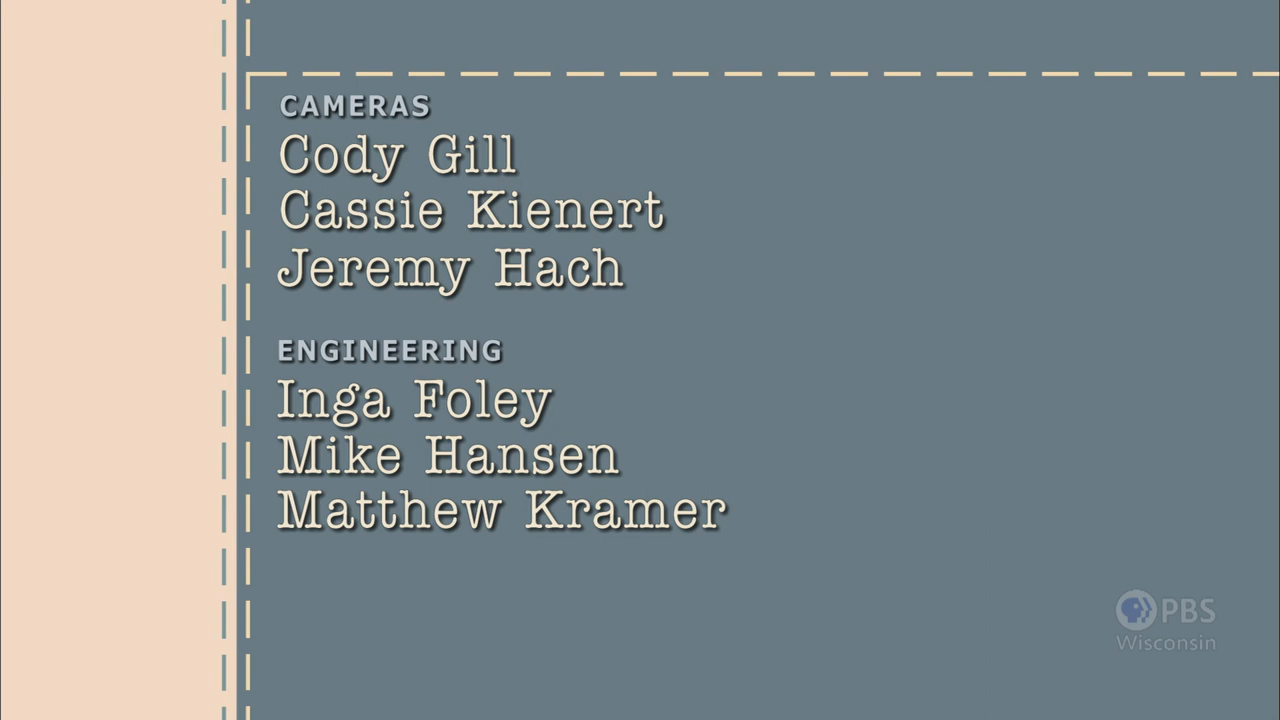 CAMERAS
Cody Gill
Cassie Kienert
Jeremy Hach
ENGINEERING
Inga Foley
Mike Hansen
Matthew Kramer
PBS
Wisconsin